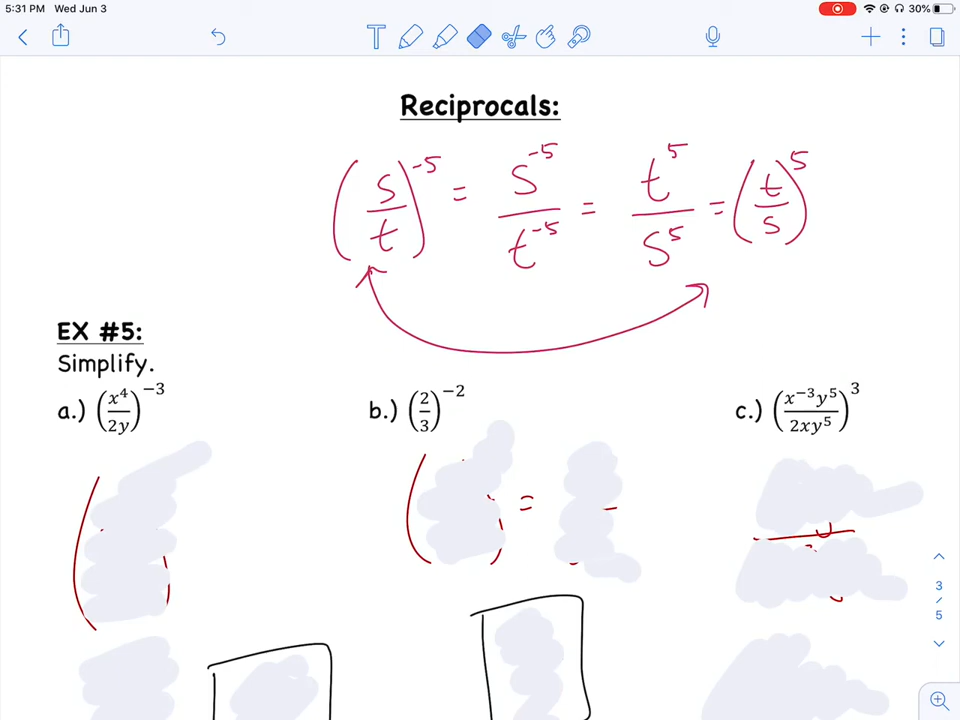 5:31 PM Wed Jun 3
30%
Reciprocals:
(s/t)^-5 = s^-5/t^-5 = t^5/s^5 = (t/s)^5
EX #5:
Simplify.
a.) (x^4/2y)^−3 b.) (2/3)^−2 c.) (x^−3y^5/2xy^5)^3
( ( ) =
3
/
5